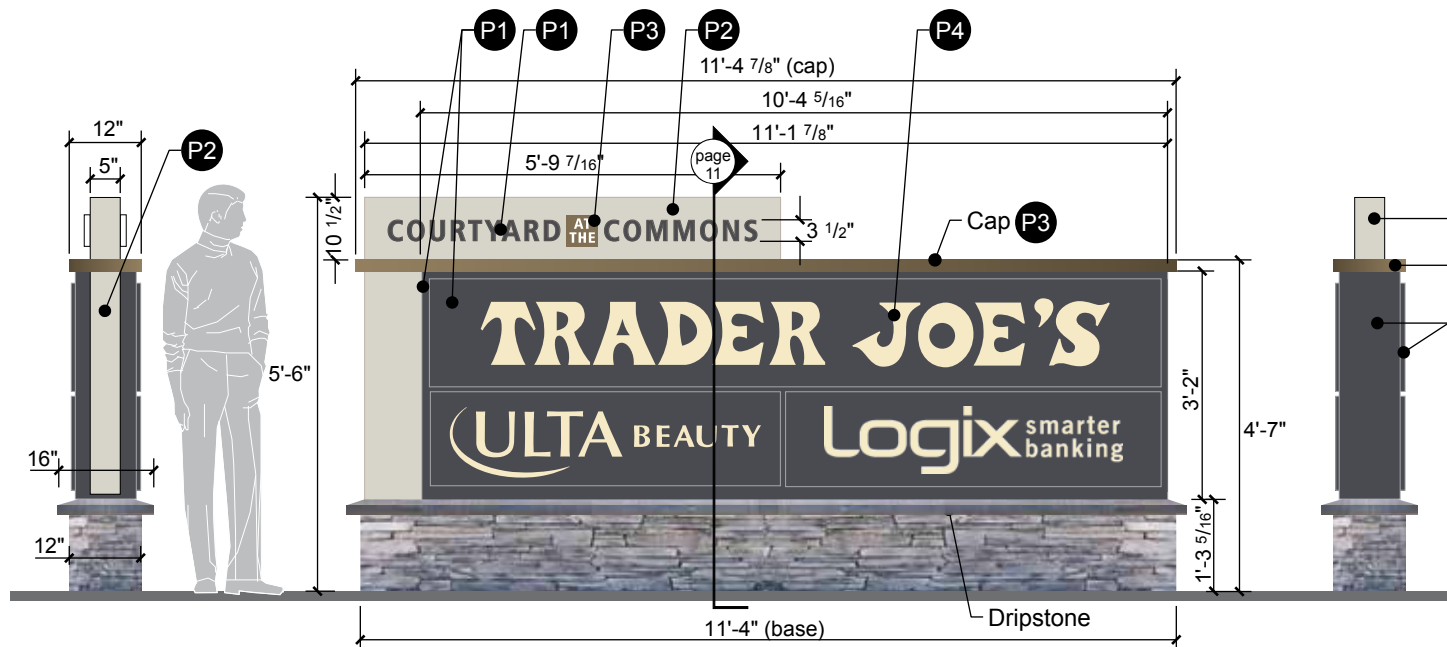 P1
P1
P3
P2
P4
11'-4 7/8" (cap)
10'-4 5/16"
11'-1 7/8"
5'-9 7/16"
page
11
12"
5"
P2
10 1/2"
COURTYARD AT THE COMMONS
3 1/2"
Cap P3
TRADER JOE'S
5'-6"
3'-2"
4'-7"
ULTA BEAUTY
Logix smarter
banking
16"
12"
1'-3 5/16"
Dripstone
11'-4" (base)